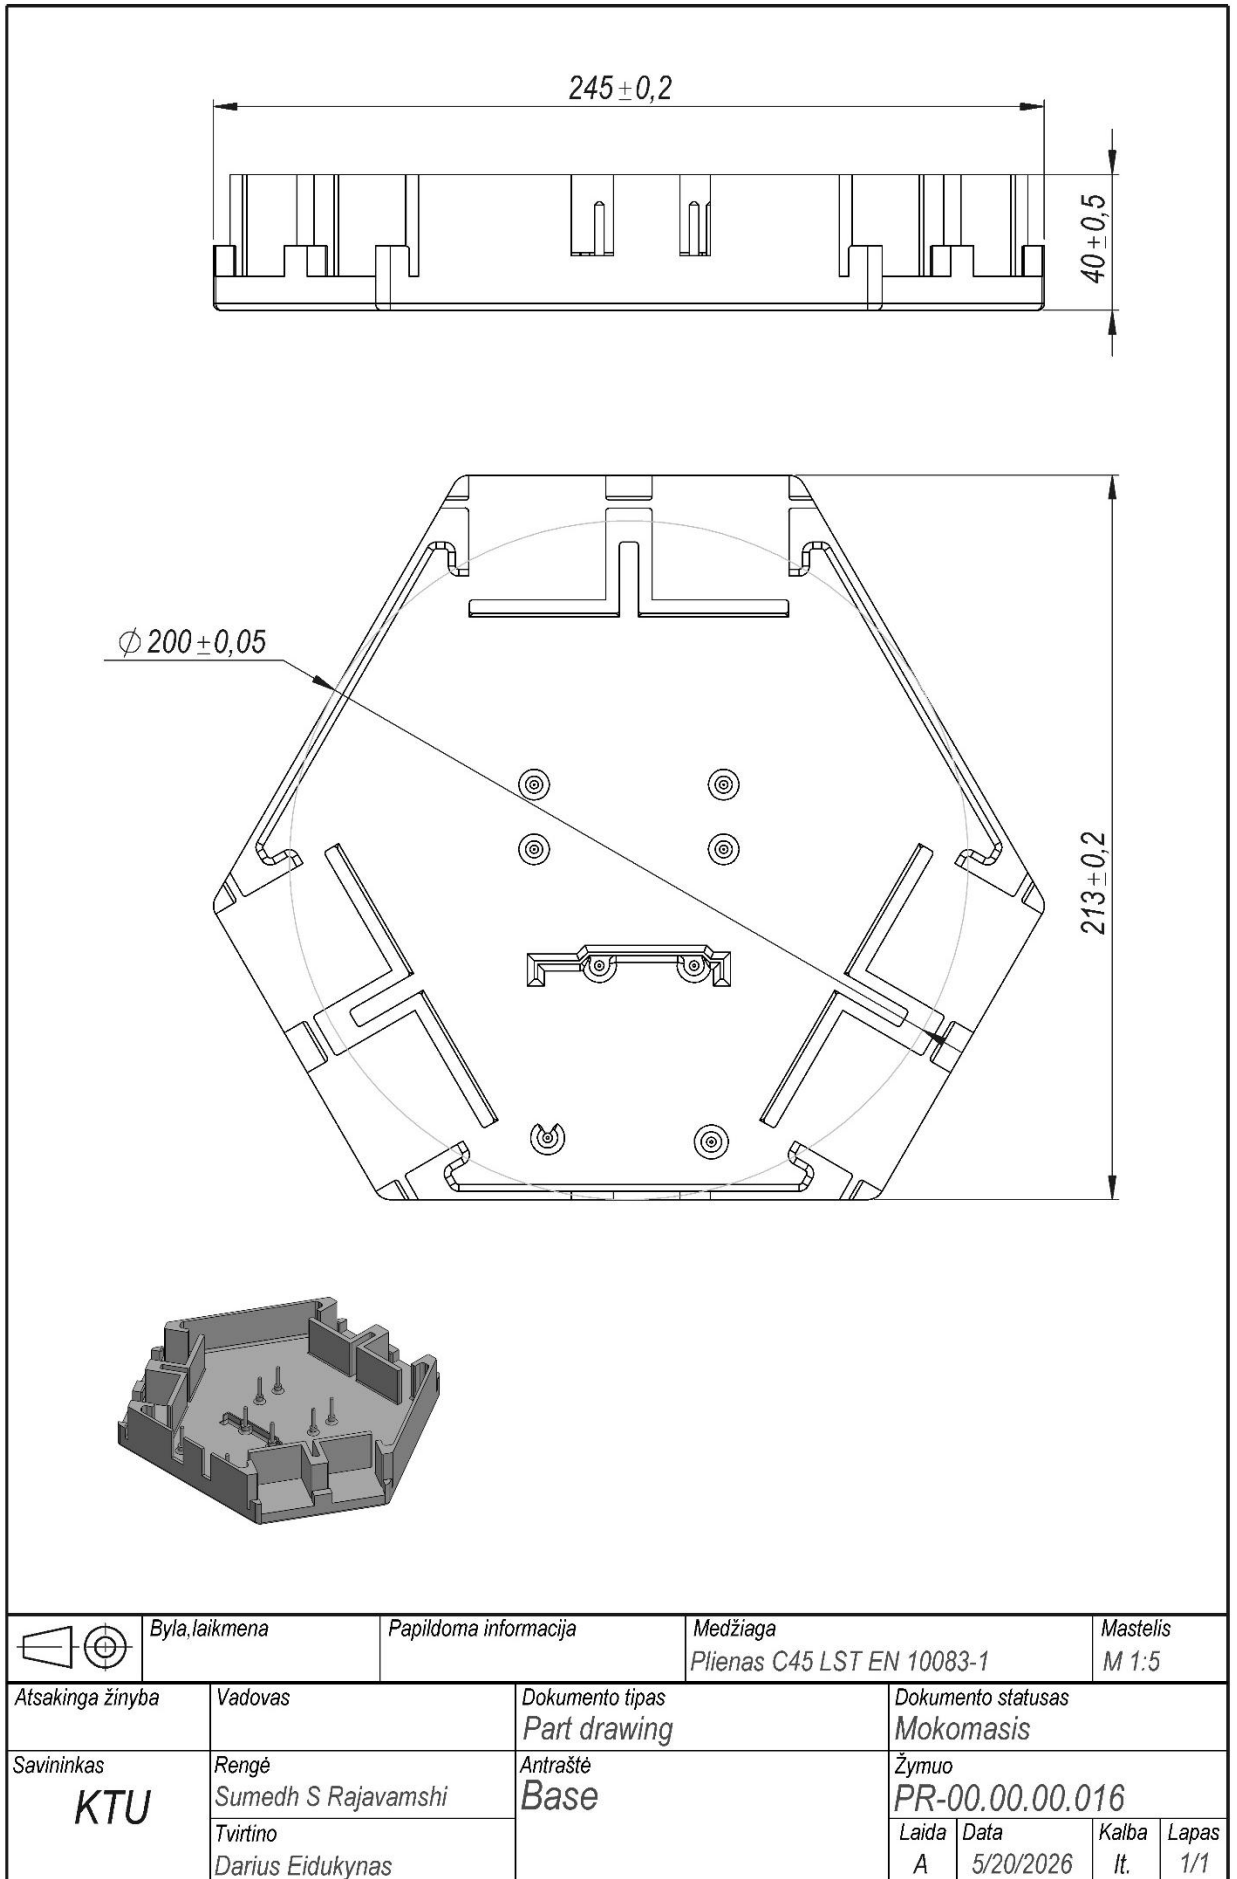 245±0,2
40±0,5
∅200±0,05
213±0,2
Byla,laikmena
Papildoma informacija
Medžiaga
Plienas C45 LST EN 10083-1
Mastelis
M 1:5
Atsakinga žinyba
Vadovas
Dokumento tipas
Part drawing
Dokumento statusas
Mokomasis
Savininkas
KTU
Rengė
Sumedh S Rajavamshi
Tvirtino
Darius Eidukynas
Antraštė
Base
Žymuo
PR-00.00.00.016
Laida
A
Data
5/20/2026
Kalba
lt.
Lapas
1/1